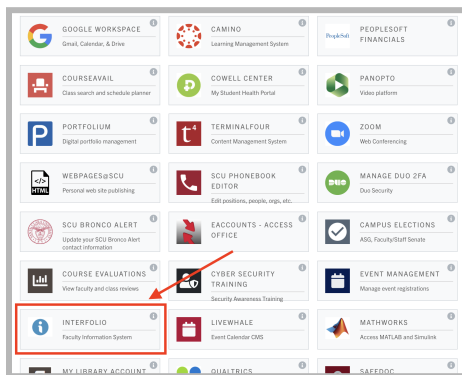 GOOGLE WORKSPACE
Gmail, Calendar, & Drive
CAMINO
Learning Management System
PeopleSoft
PEOPLESOFT
FINANCIALS
COURSEAVAIL
Class search and schedule planner
COWELL CENTER
My Student Health Portal
PANOPTO
Video platform
P
PORTFOLIUM
Digital portfolio management
t4
TERMINALFOUR
Content Management System
ZOOM
Web Conferencing
</>
HTML
WEBPAGES@SCU
Personal web site publishing
SCU PHONEBOOK
EDITOR
Edit positions, people, orgs, etc.
DUO
MANAGE DUO 2FA
Duo Security
SCU BRONCO ALERT
Update your SCU Bronco Alert
contact information
EACCOUNTS - ACCESS
OFFICE
CAMPUS ELECTIONS
ASG, Faculty/Staff Senate
COURSE EVALUATIONS
View faculty and class reviews
CYBER SECURITY
TRAINING
Security Awareness Training
EVENT MANAGEMENT
Manage event registrations
INTERFOLIO
Faculty Information System
LIVEWHALE
Event Calendar CMS
MATHWORKS
Access MATLAB and Simulink
MY LIBRARY ACCOUNT
QUALTRICS
SAFEDOC